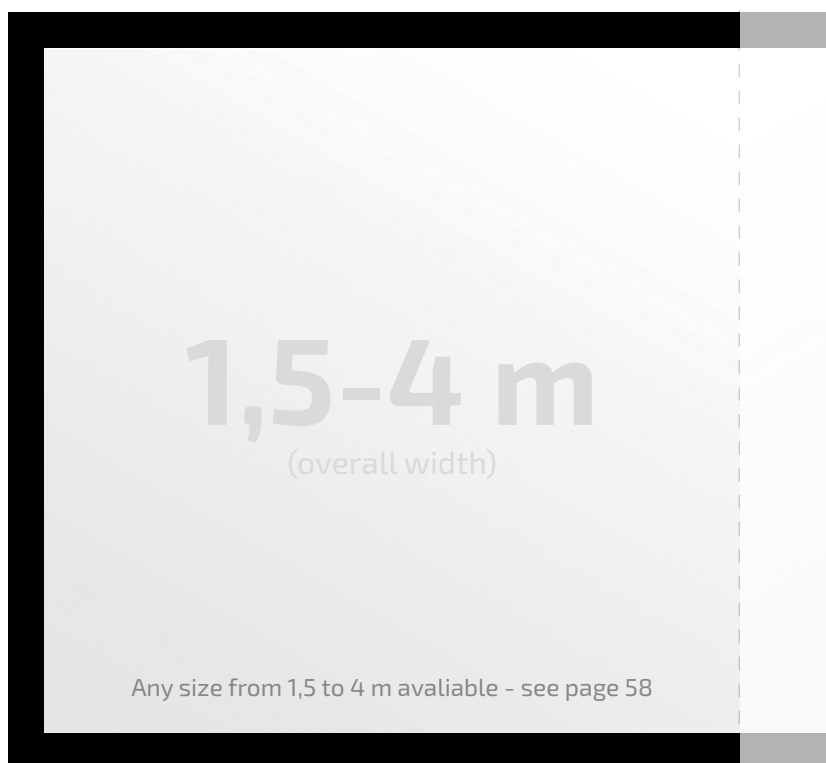 1,5-4 m
(overall width)
Any size from 1,5 to 4 m avaliable - see page 58